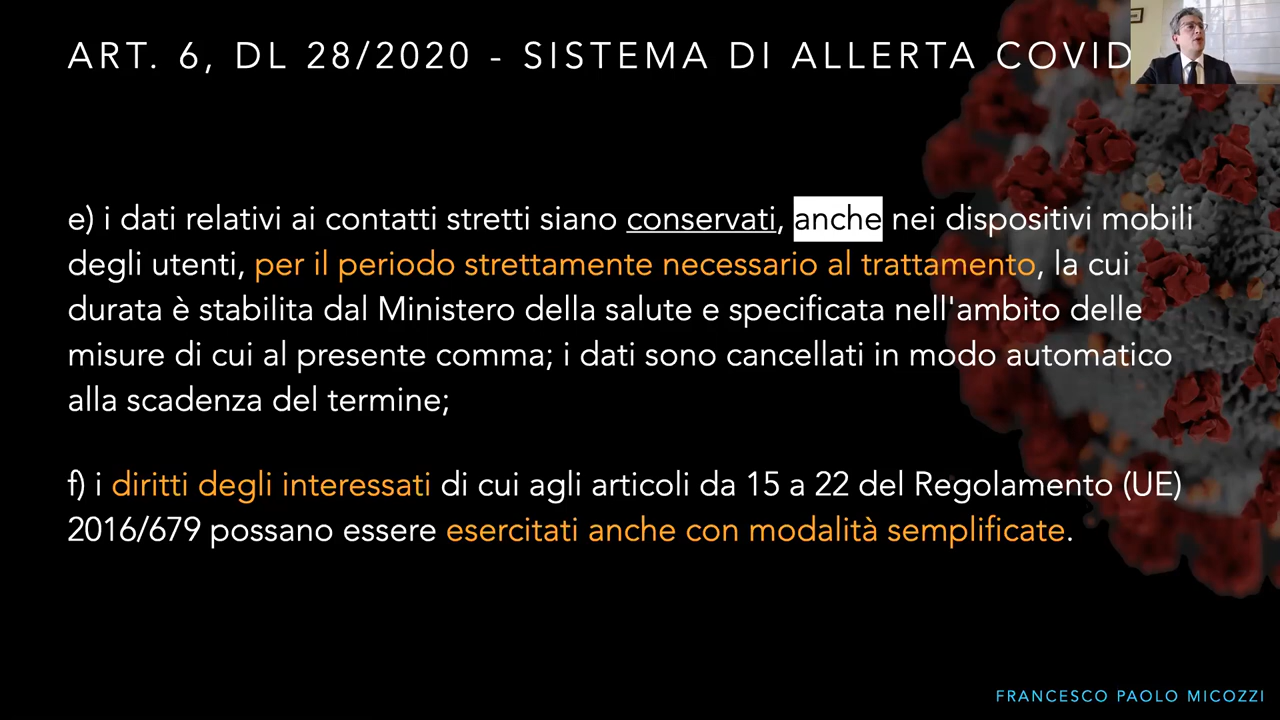 ART. 6, DL 28/2020 - SISTEMA DI ALLERTA COVID
e) i dati relativi ai contatti stretti siano conservati, anche nei dispositivi mobili
degli utenti, per il periodo strettamente necessario al trattamento, la cui
durata è stabilita dal Ministero della salute e specificata nell'ambito delle
misure di cui al presente comma; i dati sono cancellati in modo automatico
alla scadenza del termine;
f) i diritti degli interessati di cui agli articoli da 15 a 22 del Regolamento (UE)
2016/679 possano essere esercitati anche con modalità semplificate.
FRANCESCO PAOLO MICOZZI